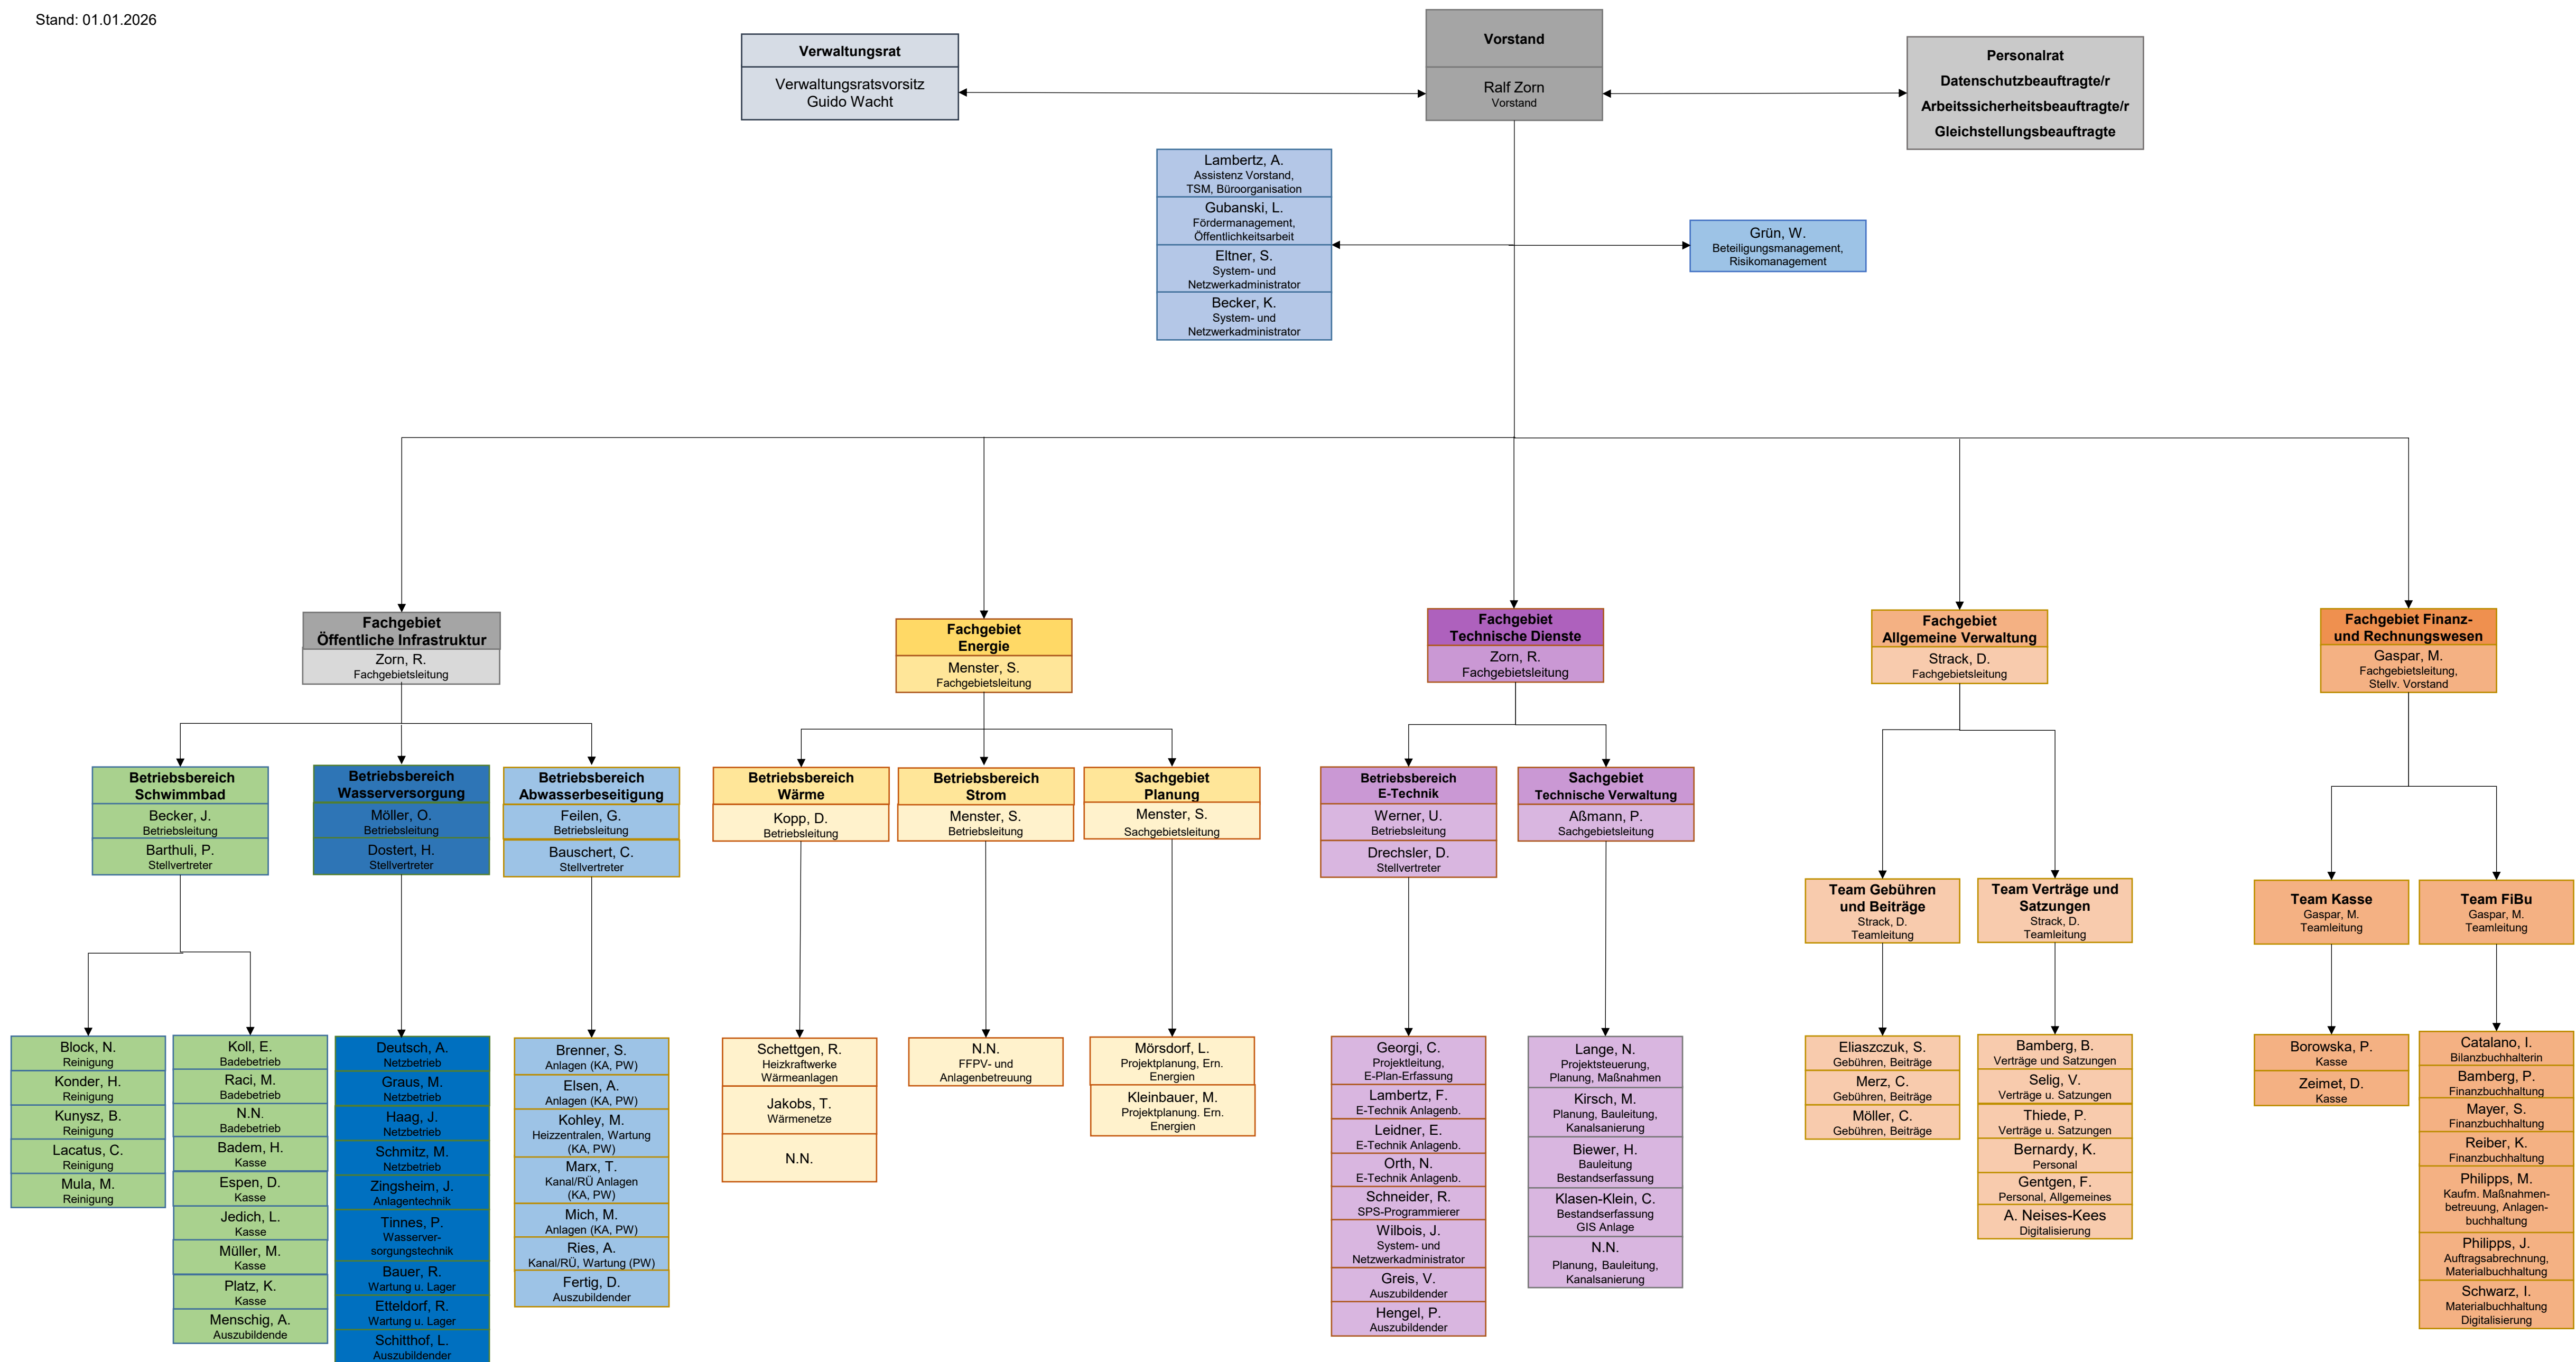 Stand: 01.01.2026
Verwaltungsrat
Verwaltungsratsvorsitz
Guido Wacht
Vorstand
Ralf Zorn
Vorstand
Personalrat
Datenschutzbeauftragte/r
Arbeitssicherheitsbeauftragte/r
Gleichstellungsbeauftragte
Lambertz, A.
Assistenz Vorstand,
TSM, Büroorganisation
Gubanski, L.
Fördermanagement,
Öffentlichkeitsarbeit
Eltner, S.
System- und
Netzwerkadministrator
Becker, K.
System- und
Netzwerkadministrator
Grün, W.
Beteiligungsmanagement,
Risikomanagement
Fachgebiet
Öffentliche Infrastruktur
Zorn, R.
Fachgebietsleitung
Fachgebiet
Energie
Menster, S.
Fachgebietsleitung
Fachgebiet
Technische Dienste
Zorn, R.
Fachgebietsleitung
Fachgebiet
Allgemeine Verwaltung
Strack, D.
Fachgebietsleitung
Fachgebiet Finanz-
und Rechnungswesen
Gaspar, M.
Fachgebietsleitung,
Stellv. Vorstand
Betriebsbereich
Schwimmbad
Becker, J.
Betriebsleitung
Barthuli, P.
Stellvertreter
Betriebsbereich
Wasserversorgung
Möller, O.
Betriebsleitung
Dostert, H.
Stellvertreter
Betriebsbereich
Abwasserbeseitigung
Feilen, G.
Betriebsleitung
Bauschert, C.
Stellvertreter
Betriebsbereich
Wärme
Kopp, D.
Betriebsleitung
Betriebsbereich
Strom
Menster, S.
Betriebsleitung
Sachgebiet
Planung
Menster, S.
Sachgebietsleitung
Betriebsbereich
E-Technik
Werner, U.
Betriebsleitung
Drechsler, D.
Stellvertreter
Sachgebiet
Technische Verwaltung
Aßmann, P.
Sachgebietsleitung
Team Gebühren
und Beiträge
Strack, D.
Teamleitung
Team Verträge und
Satzungen
Strack, D.
Teamleitung
Team Kasse
Gaspar, M.
Teamleitung
Team FiBu
Gaspar, M.
Teamleitung
Block, N.
Reinigung
Konder, H.
Reinigung
Kunysz, B.
Reinigung
Lacatus, C.
Reinigung
Mula, M.
Reinigung
Koll, E.
Badebetrieb
Raci, M.
Badebetrieb
N.N.
Badebetrieb
Badem, H.
Kasse
Espen, D.
Kasse
Jedich, L.
Kasse
Müller, M.
Kasse
Platz, K.
Kasse
Menschig, A.
Auszubildende
Deutsch, A.
Netzbetrieb
Graus, M.
Netzbetrieb
Haag, J.
Netzbetrieb
Schmitz, M.
Netzbetrieb
Zingsheim, J.
Anlagentechnik
Tinnes, P.
Wasserver-
sorgungstechnik
Bauer, R.
Wartung u. Lager
Etteldorf, R.
Wartung u. Lager
Schitthof, L.
Auszubildender
Brenner, S.
Anlagen (KA, PW)
Elsen, A.
Anlagen (KA, PW)
Kohley, M.
Heizzentralen, Wartung
(KA, PW)
Marx, T.
Kanal/RÜ Anlagen
(KA, PW)
Mich, M.
Anlagen (KA, PW)
Ries, A.
Kanal/RÜ, Wartung (PW)
Fertig, D.
Auszubildender
Schettgen, R.
Heizkraftwerke
Wärmeanlagen
Jakobs, T.
Wärmenetze
N.N.
N.N.
FFPV- und
Anlagenbetreuung
Mörsdorf, L.
Projektplanung, Ern.
Energien
Kleinbauer, M.
Projektplanung. Ern.
Energien
Georgi, C.
Projektleitung,
E-Plan-Erfassung
Lambertz, F.
E-Technik Anlagenb.
Leidner, E.
E-Technik Anlagenb.
Orth, N.
E-Technik Anlagenb.
Schneider, R.
SPS-Programmierer
Wilbois, J.
System- und
Netzwerkadministrator
Greis, V.
Auszubildender
Hengel, P.
Auszubildender
Lange, N.
Projektsteuerung,
Planung, Maßnahmen
Kirsch, M.
Planung, Bauleitung,
Kanalsanierung
Biewer, H.
Bauleitung
Bestandserfassung
Klasen-Klein, C.
Bestandserfassung
GIS Anlage
N.N.
Planung, Bauleitung,
Kanalsanierung
Eliaszczuk, S.
Gebühren, Beiträge
Merz, C.
Gebühren, Beiträge
Möller, C.
Gebühren, Beiträge
Bamberg, B.
Verträge und Satzungen
Selig, V.
Verträge u. Satzungen
Thiede, P.
Verträge u. Satzungen
Bernardy, K.
Personal
Gentgen, F.
Personal, Allgemeines
A. Neises-Kees
Digitalisierung
Borowska, P.
Kasse
Zeimet, D.
Kasse
Catalano, I.
Bilanzbuchhalterin
Bamberg, P.
Finanzbuchhaltung
Mayer, S.
Finanzbuchhaltung
Reiber, K.
Finanzbuchhaltung
Philipps, M.
Kaufm. Maßnahmen-
betreuung, Anlagen-
buchhaltung
Philipps, J.
Auftragsabrechnung,
Materialbuchhaltung
Schwarz, I.
Materialbuchhaltung
Digitalisierung